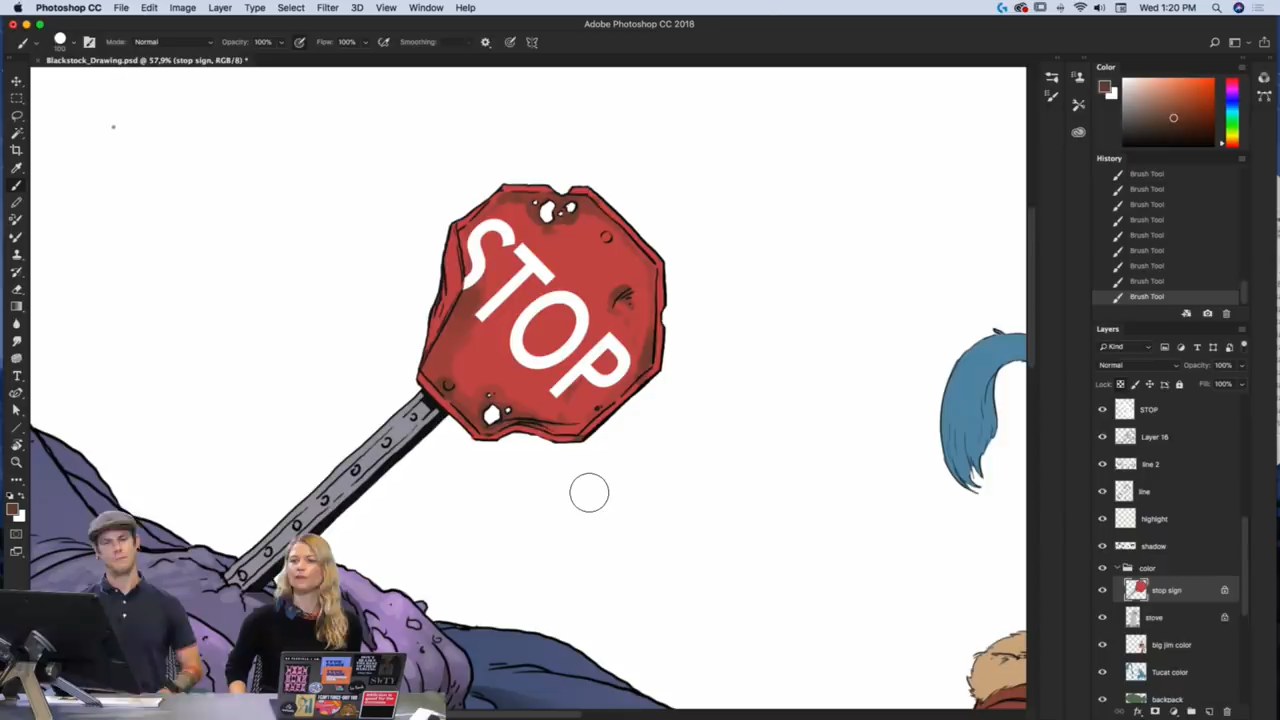 Photoshop CC File Edit Image Layer Type Select Filter 3D View Window Help Wed 1:20 PM
Adobe Photoshop CC 2018
100 Mode: Normal Opacity: 100% Flow: 100% Smoothing:
Blackstock_Drawing.psd @ 57,9% (stop sign, RGB/8) *
Color
History
Brush Tool
Brush Tool
Brush Tool
Brush Tool
Brush Tool
Brush Tool
Brush Tool
Brush Tool
Brush Tool
Layers
Kind
Normal Opacity: 100%
Lock: Fill: 100%
STOP
Layer 16
line 2
line
highlght
shadow
color
stop sign
stove
big jim color
Tucat color
backpack
STOP